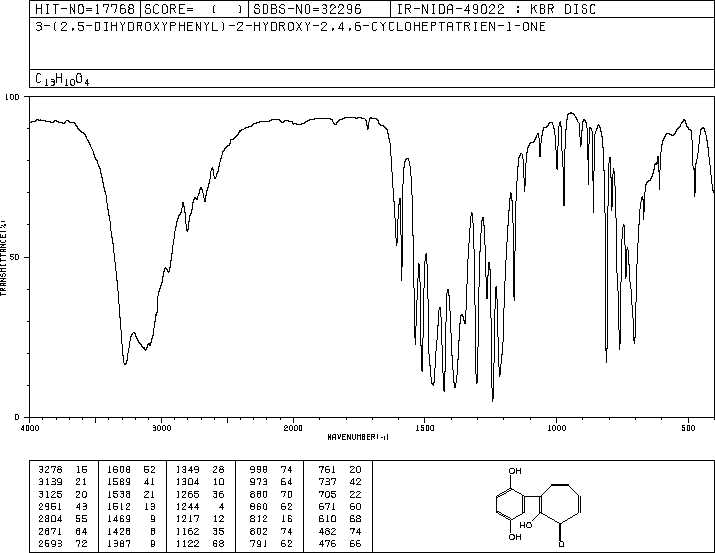 HIT-NO=17768 SCORE= ( ) SDBS-NO=32296 IR-NIDA-49022 : KBR DISC
3-(2,5-DIHYDROXYPHENYL)-2-HYDROXY-2,4,6-CYCLOHEPTATRIEN-1-ONE
C13H10O4
100
50
0
TRANSMITTANCE(%)
4000 3000 2000 1500 1000 500
WAVENUMBER(-1)
3278 16 1608 52 1349 28 998 74 761 20
3139 21 1589 41 1304 10 973 64 737 42
3125 20 1538 21 1265 36 880 70 705 22
2951 43 1512 13 1244 4 860 62 671 60
2804 55 1469 9 1217 12 812 16 610 68
2671 64 1428 8 1162 35 802 74 482 74
2593 72 1387 9 1122 68 791 62 476 66
OH
HO
OH
O